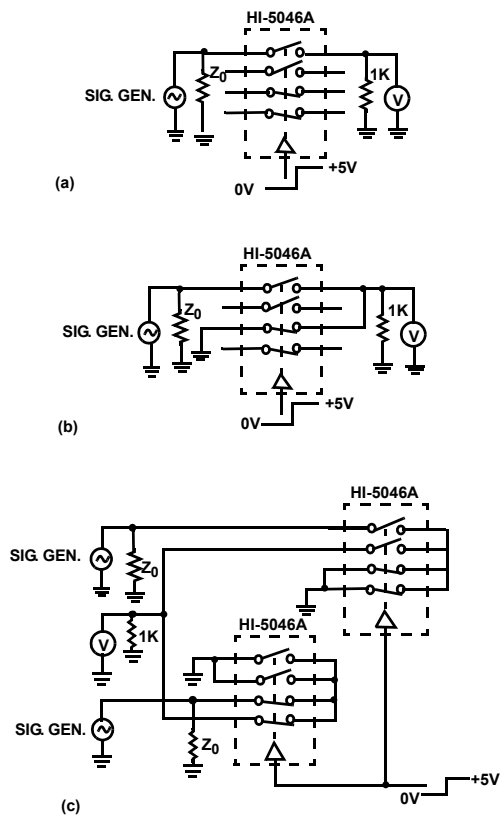 HI-5046A
Z0
SIG. GEN.
1K
V
+5V
0V
(a)
HI-5046A
Z0
SIG. GEN.
1K
V
+5V
0V
(b)
HI-5046A
SIG. GEN.
Z0
HI-5046A
V
1K
SIG. GEN.
Z0
+5V
0V
(c)